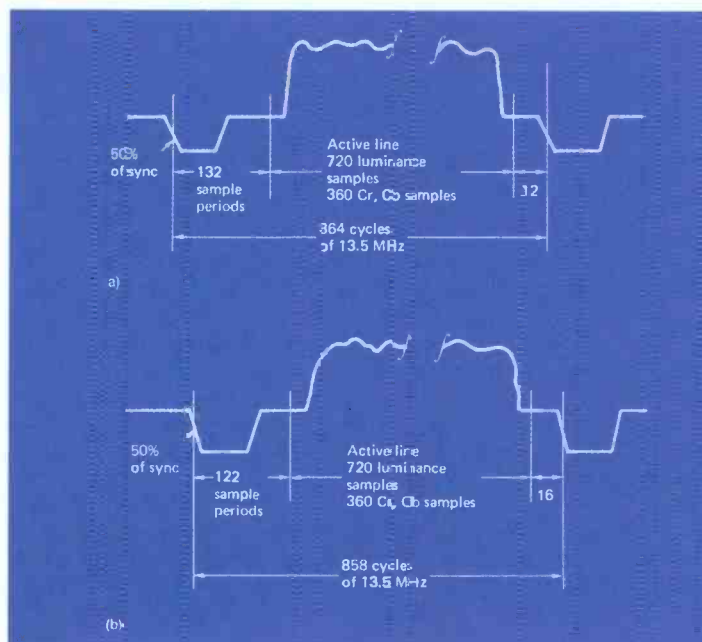 50%
of sync
132
sample
periods
Active line
720 luminance
samples
360 Cr, Cb samples
12
864 cycles
of 13.5 MHz
a)
50%
of sync
122
sample
periods
Active line
720 luminance
samples
360 Cr, Cb samples
16
858 cycles
of 13.5 MHz
(b)